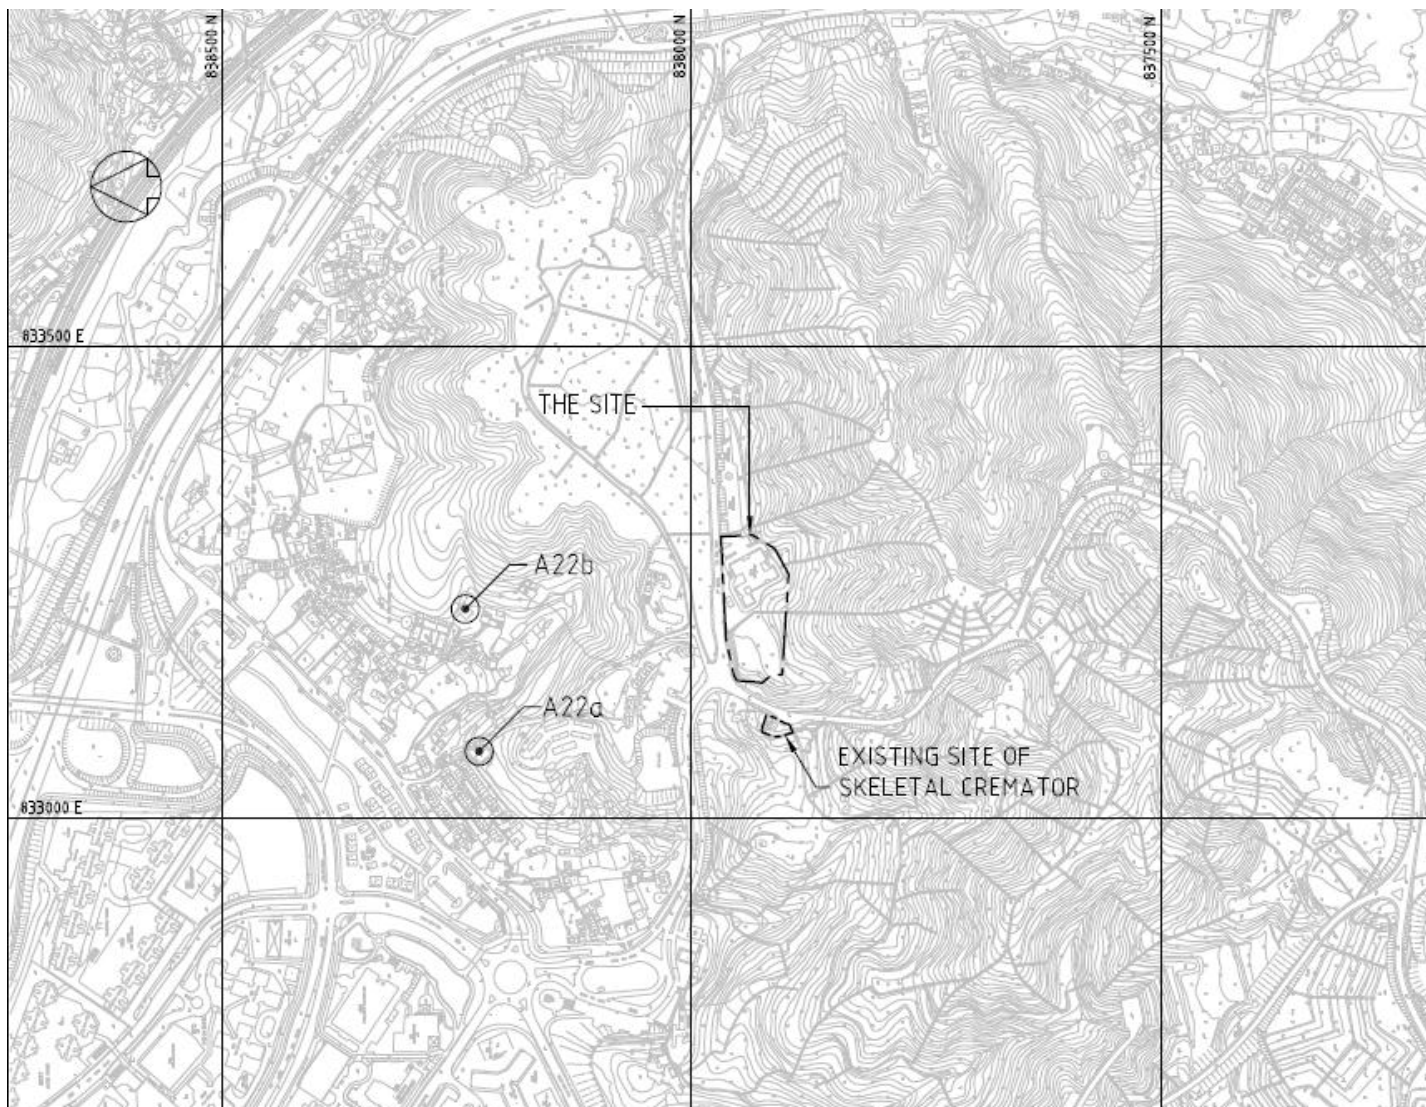 838500 N
838000 N
837500 N
833500 E
THE SITE
A22b
A22a
EXISTING SITE OF
SKELETAL CREMATOR
833000 E